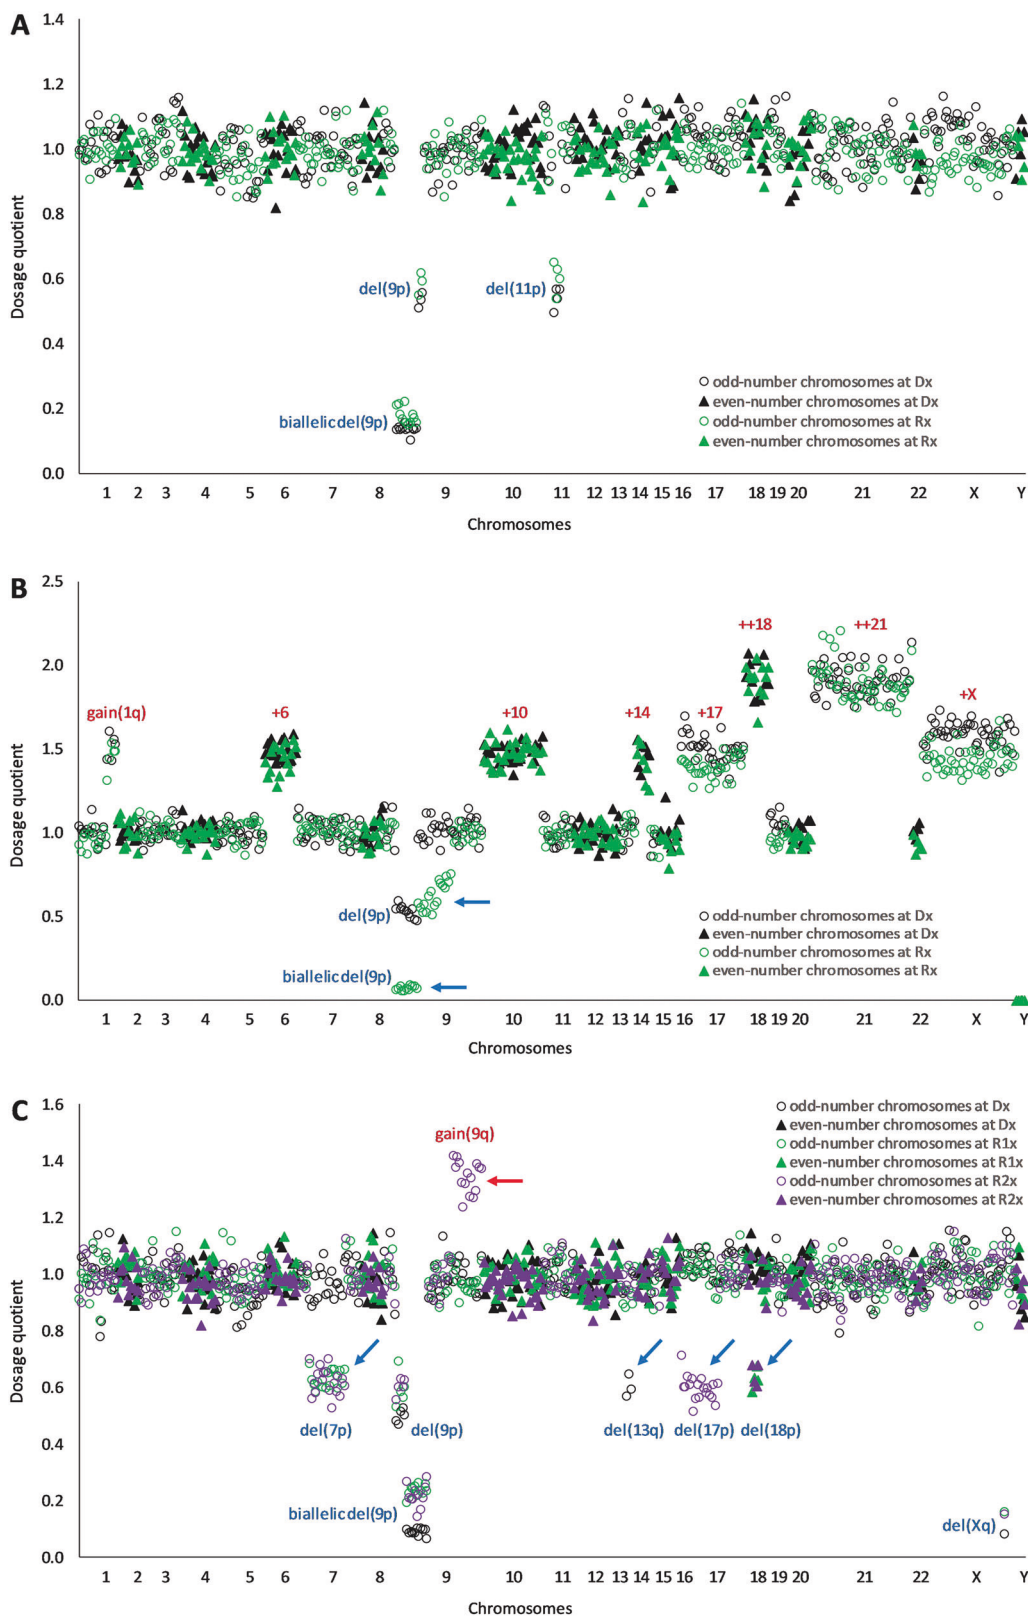 A
1.4
1.2
1.0
0.8
0.6
0.4
0.2
0.0
Dosage quotient
del(9p)
del(11p)
biallelicdel(9p)
odd-number chromosomes at Dx
even-number chromosomes at Dx
odd-number chromosomes at Rx
even-number chromosomes at Rx
1 2 3 4 5 6 7 8 9 10 11 12 13 14 15 16 17 18 19 20 21 22 X Y
Chromosomes
B
2.5
2.0
1.5
1.0
0.5
0.0
Dosage quotient
++18
++21
gain(1q)
+6
+10
+14
+17
+X
del(9p)
biallelicdel(9p)
odd-number chromosomes at Dx
even-number chromosomes at Dx
odd-number chromosomes at Rx
even-number chromosomes at Rx
1 2 3 4 5 6 7 8 9 10 11 12 13 14 15 16 17 18 19 20 21 22 X Y
Chromosomes
C
1.6
1.4
1.2
1.0
0.8
0.6
0.4
0.2
0.0
Dosage quotient
odd-number chromosomes at Dx
even-number chromosomes at Dx
odd-number chromosomes at R1x
even-number chromosomes at R1x
odd-number chromosomes at R2x
even-number chromosomes at R2x
gain(9q)
del(7p)
del(9p)
del(13q)
del(17p)
del(18p)
biallelicdel(9p)
del(Xq)
1 2 3 4 5 6 7 8 9 10 11 12 13 14 15 16 17 18 19 20 21 22 X Y
Chromosomes